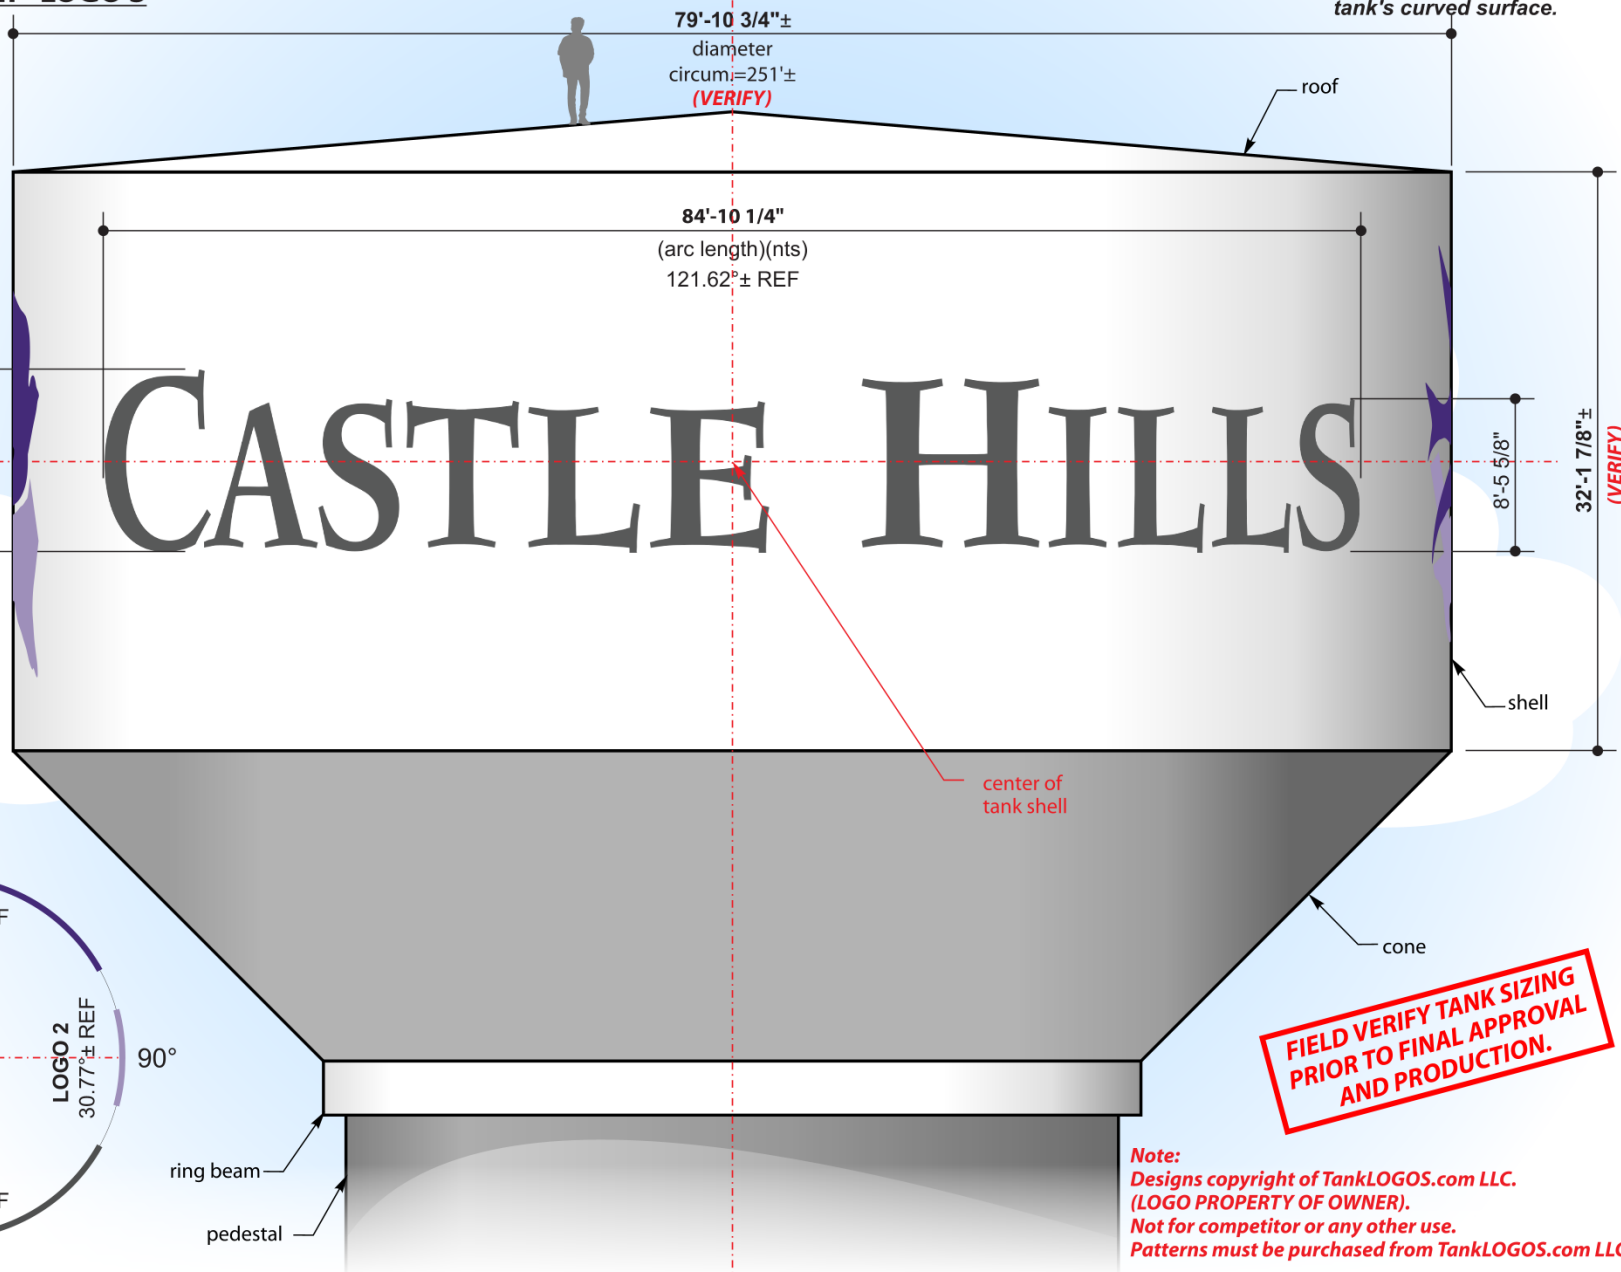 LOGO'S
tank's curved surface.
79'-10 3/4"±
diameter
circum.=251'±
(VERIFY)
roof
84'-10 1/4"
(arc length)(nts)
121.62°± REF
CASTLE HILLS
8'-5 5/8"
32'-1 7/8"±
(VERIFY)
shell
center of
tank shell
cone
LOGO 2
30.77°± REF
90°
FIELD VERIFY TANK SIZING
PRIOR TO FINAL APPROVAL
AND PRODUCTION.
ring beam
pedestal
Note:
Designs copyright of TankLOGOS.com LLC.
(LOGO PROPERTY OF OWNER).
Not for competitor or any other use.
Patterns must be purchased from TankLOGOS.com LLC